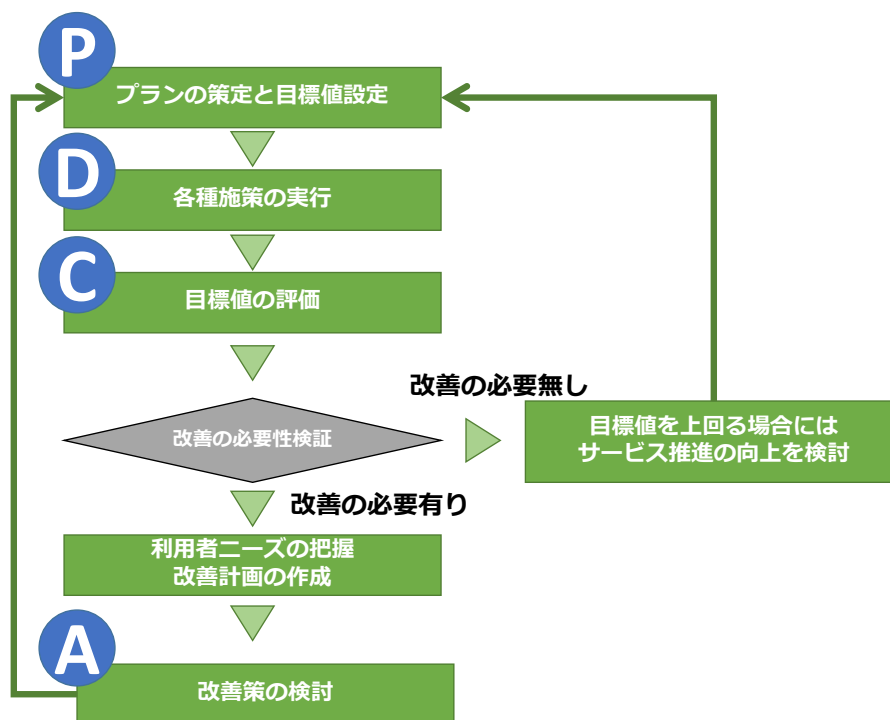 P
プランの策定と目標値設定
D
各種施策の実行
C
目標値の評価
改善の必要無し
改善の必要性検証
目標値を上回る場合には
サービス推進の向上を検討
改善の必要有り
利用者ニーズの把握
改善計画の作成
A
改善策の検討